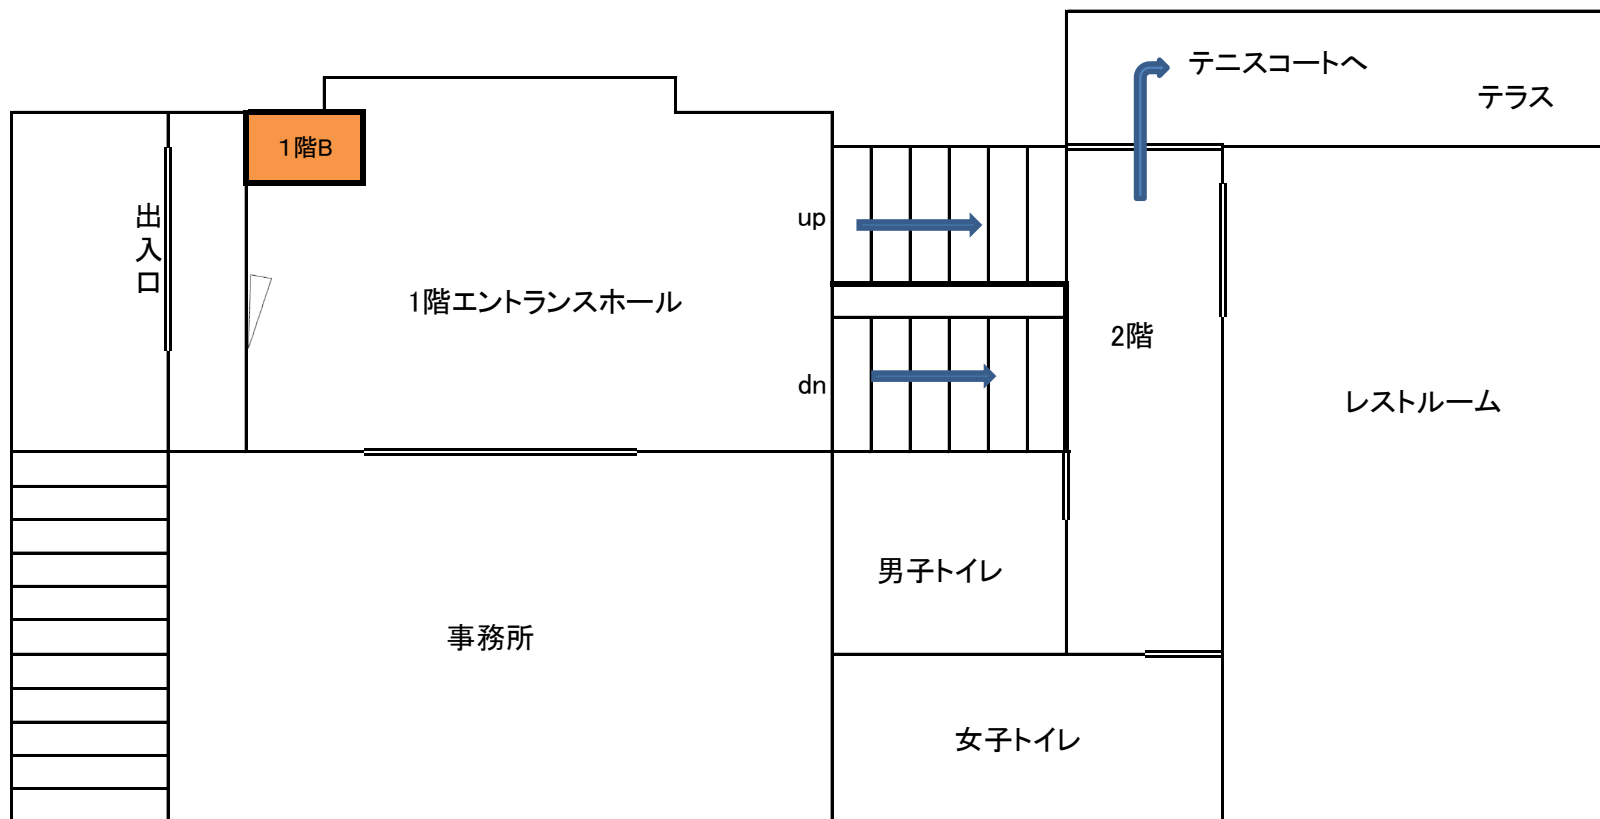 テニスコートへ
テラス
1階B
出入口
up
1階エントランスホール
2階
dn
レストルーム
男子トイレ
事務所
女子トイレ